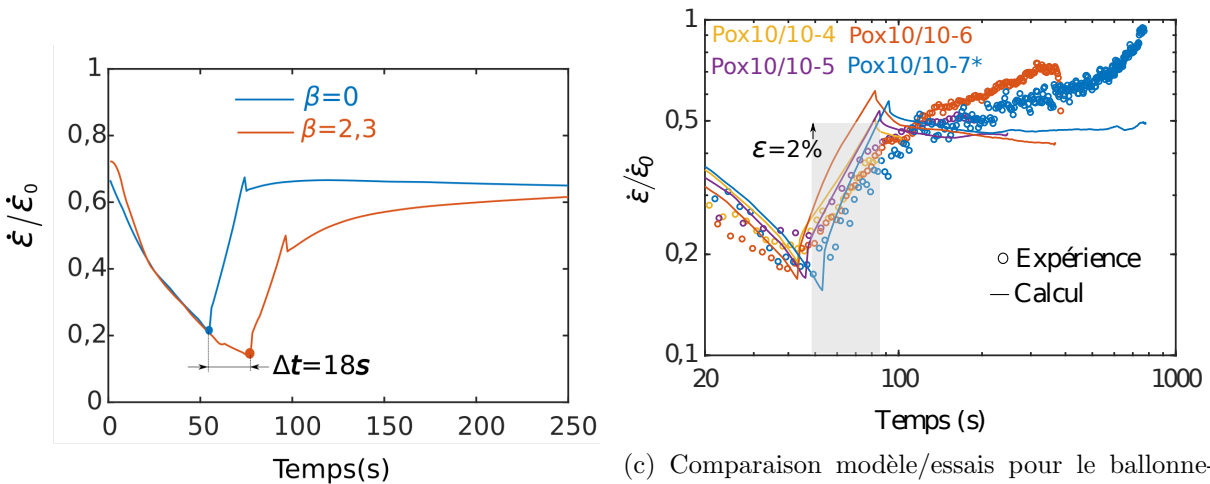 1
0,8
0,6
0,4
0,2
0
ε̇/ε̇₀
β=0
β=2,3
Δt=18s
0 50 100 150 200 250
Temps(s)
1
0,5
0,2
0,1
ε̇/ε̇₀
Pox10/10-4 Pox10/10-6
Pox10/10-5 Pox10/10-7*
ε=2%
Expérience
Calcul
20 100 1000
Temps (s)
(c) Comparaison modèle/essais pour le ballonne-